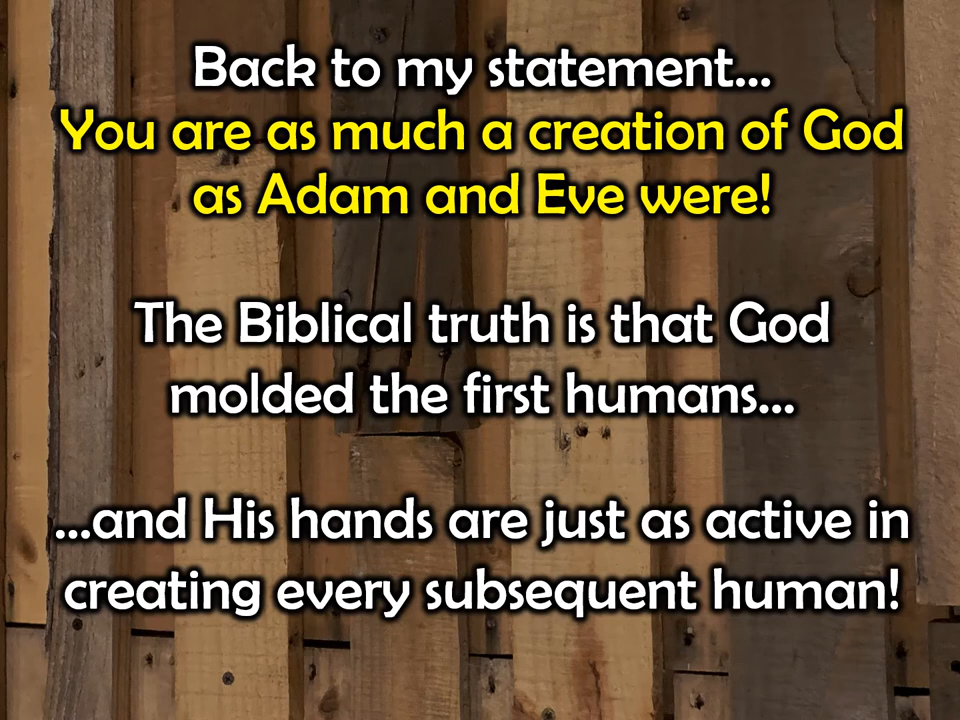 Back to my statement...
You are as much a creation of God
as Adam and Eve were!
The Biblical truth is that God
molded the first humans...
...and His hands are just as active in
creating every subsequent human!